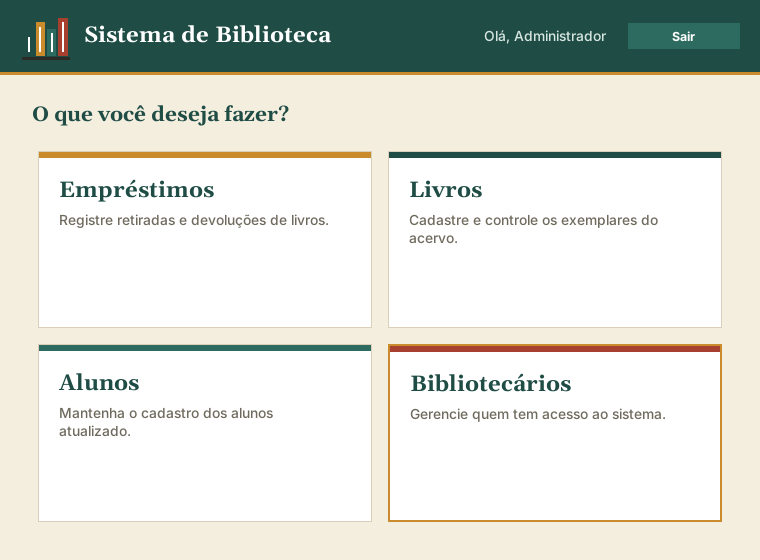 Sistema de Biblioteca
Olá, Administrador
Sair
O que você deseja fazer?
Empréstimos
Registre retiradas e devoluções de livros.
Livros
Cadastre e controle os exemplares do
acervo.
Alunos
Mantenha o cadastro dos alunos
atualizado.
Bibliotecários
Gerencie quem tem acesso ao sistema.